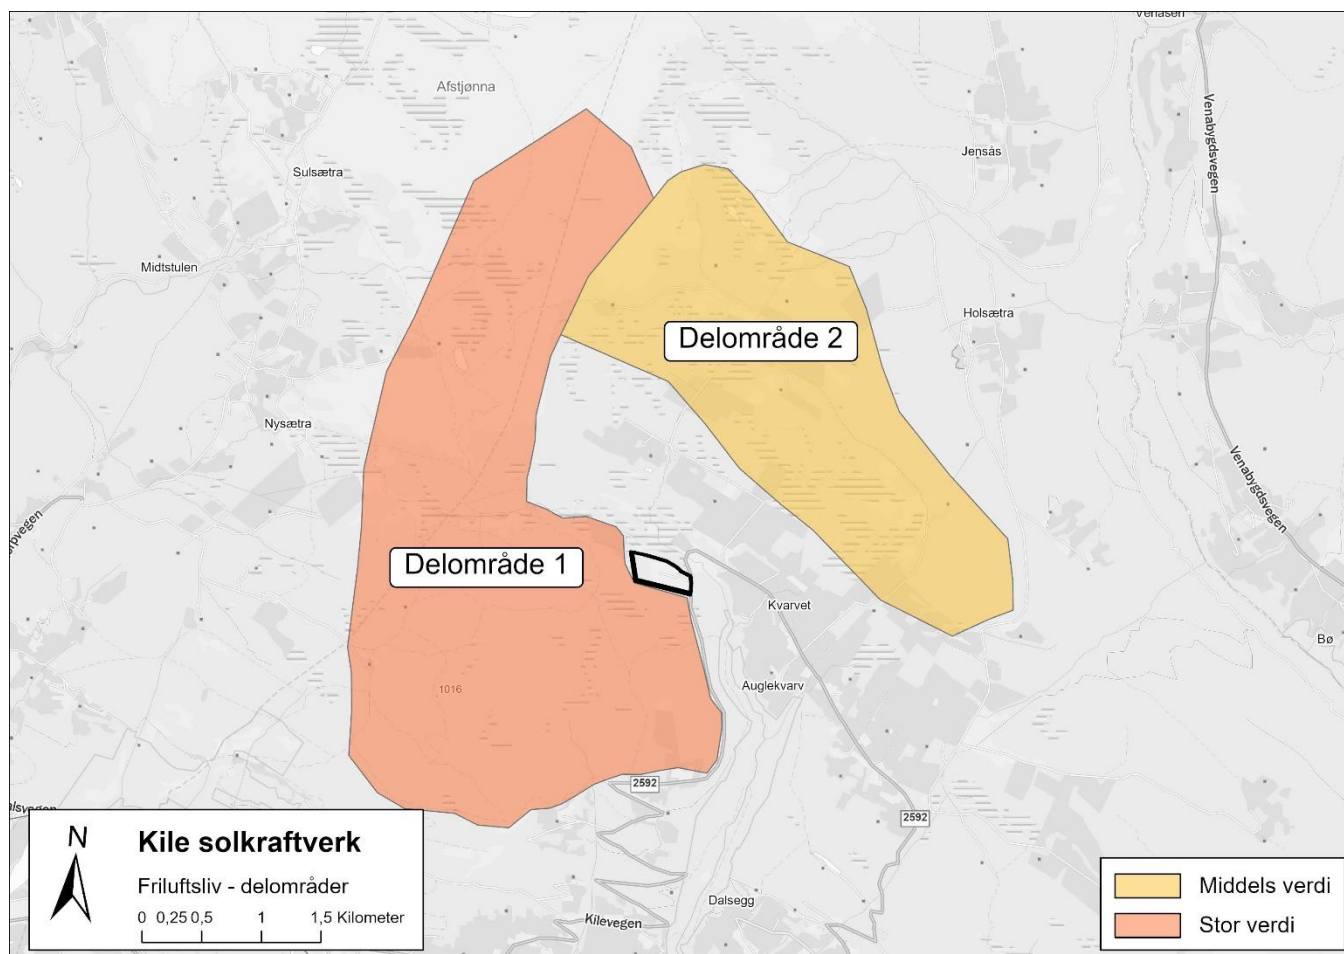 Venåsen
Afstjønna
Venabygdsvegen
Jensås
Sulsætra
Midtstulen
Holsætra
Delområde 2
Nysætra
Venabygdsvegen
Delområde 1
Kvarvet
Bø
Auglekvarv
1016
2592
2592
N
Kile solkraftverk
Friluftsliv - delområder
0 0,25 0,5 1 1,5 Kilometer
Dalsegg
Kilevegen
Middels verdi
Stor verdi